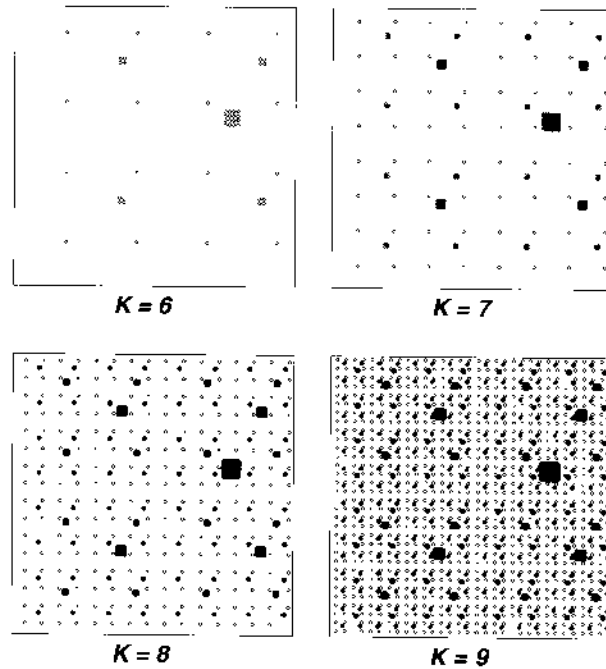 K = 6
K = 7
K = 8
K = 9